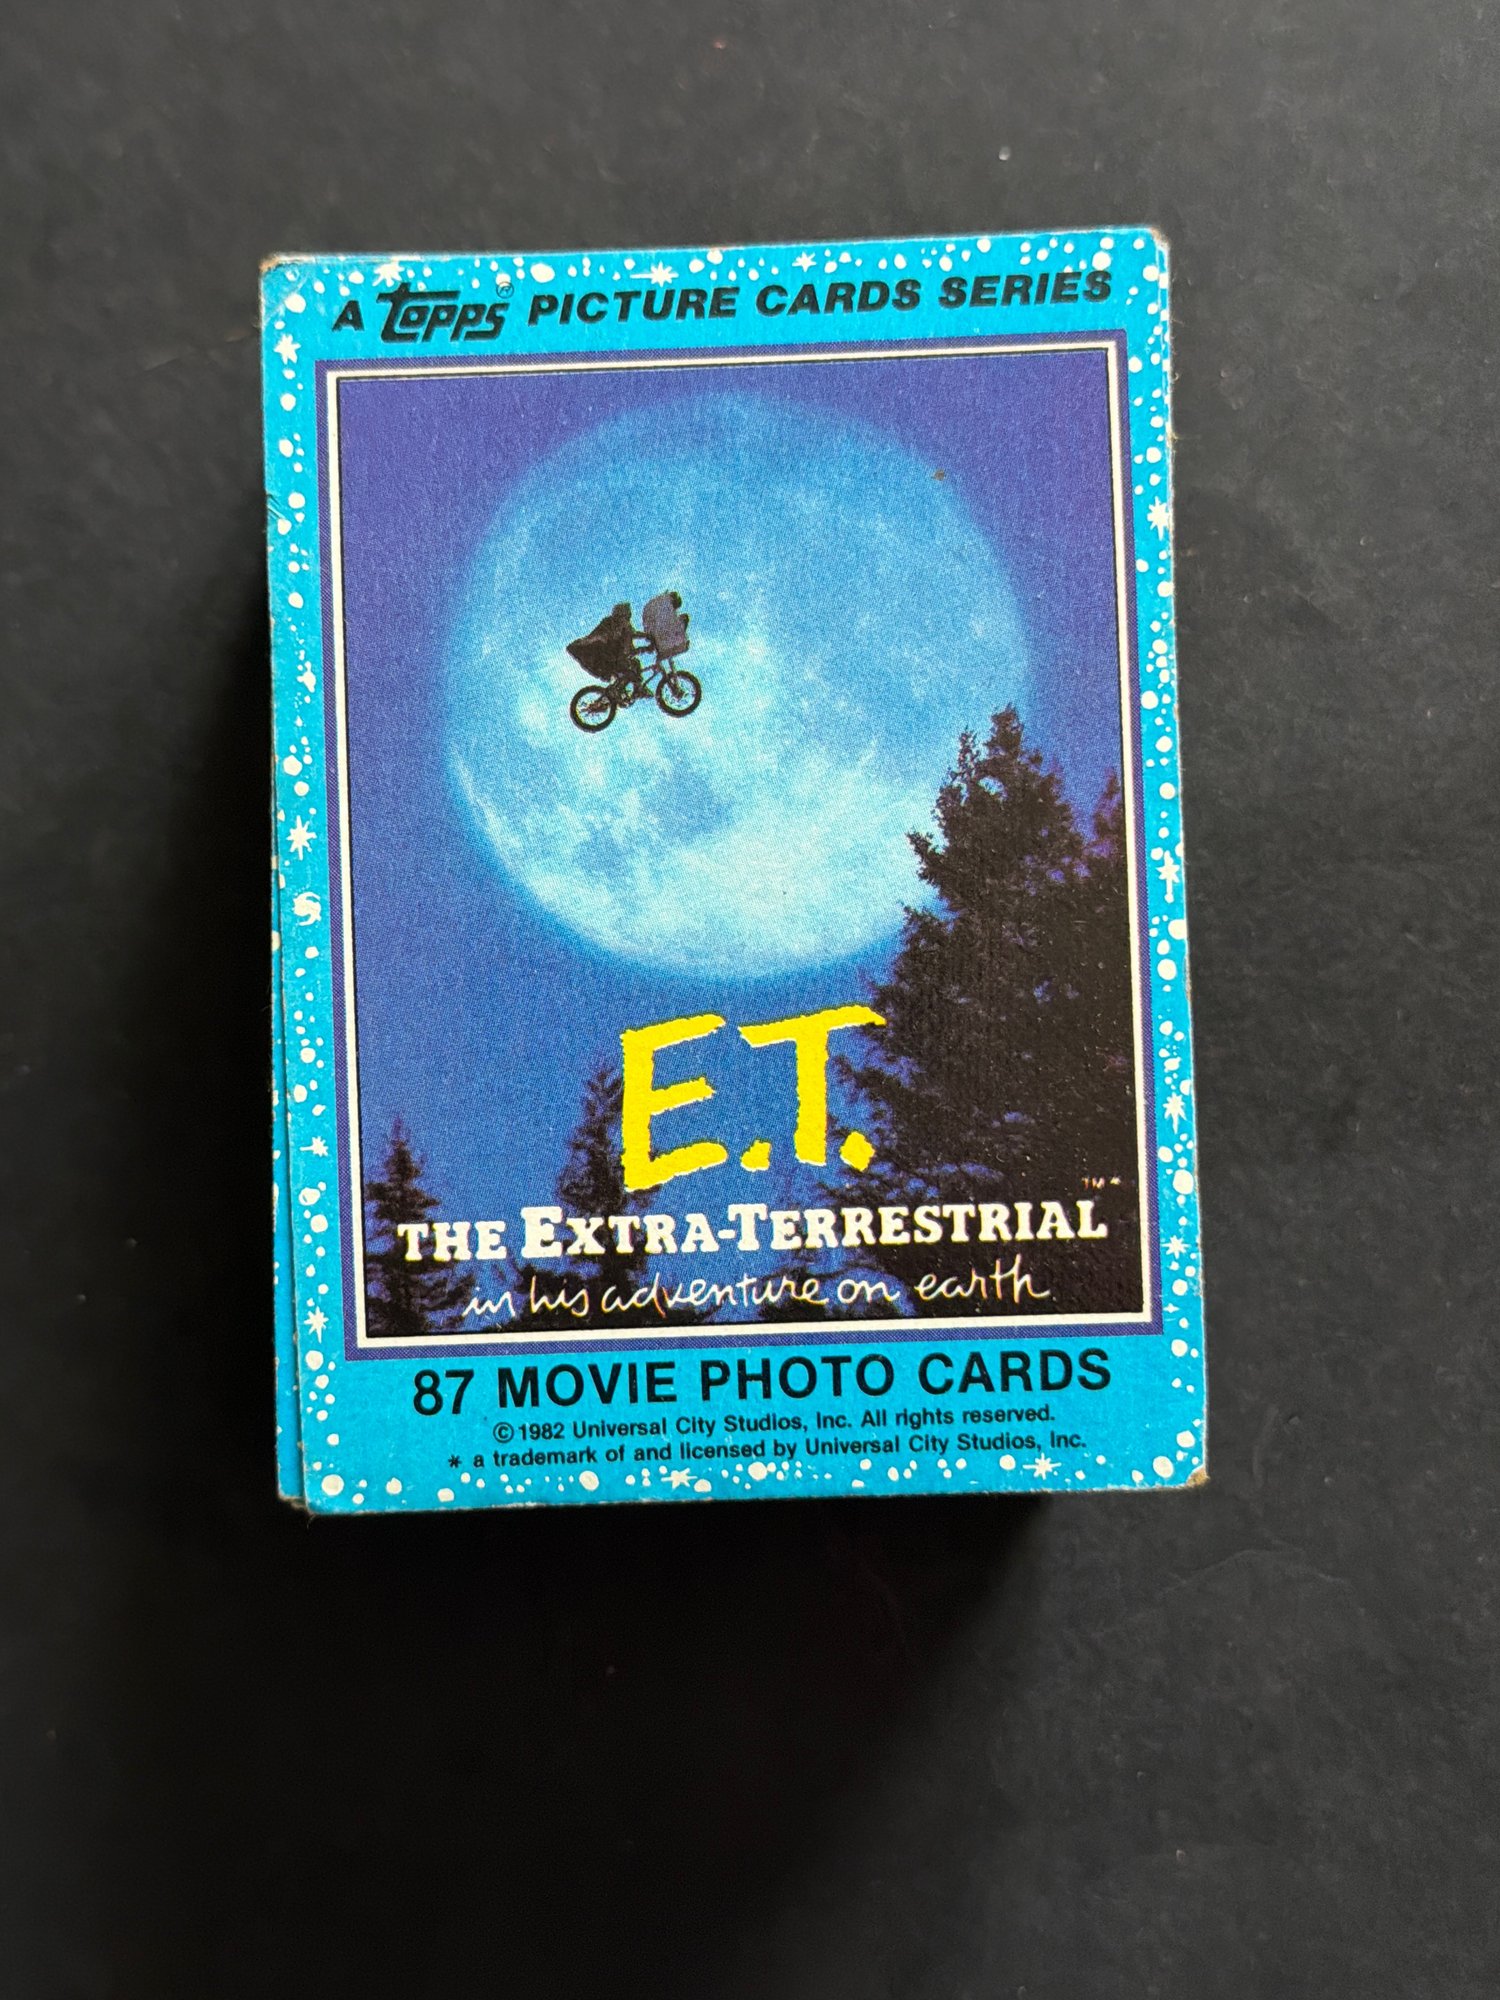 A Topps® PICTURE CARDS SERIES
E.T.
THE EXTRA-TERRESTRIAL™*
in his adventure on earth
87 MOVIE PHOTO CARDS
© 1982 Universal City Studios, Inc. All rights reserved.
* a trademark of and licensed by Universal City Studios, Inc.